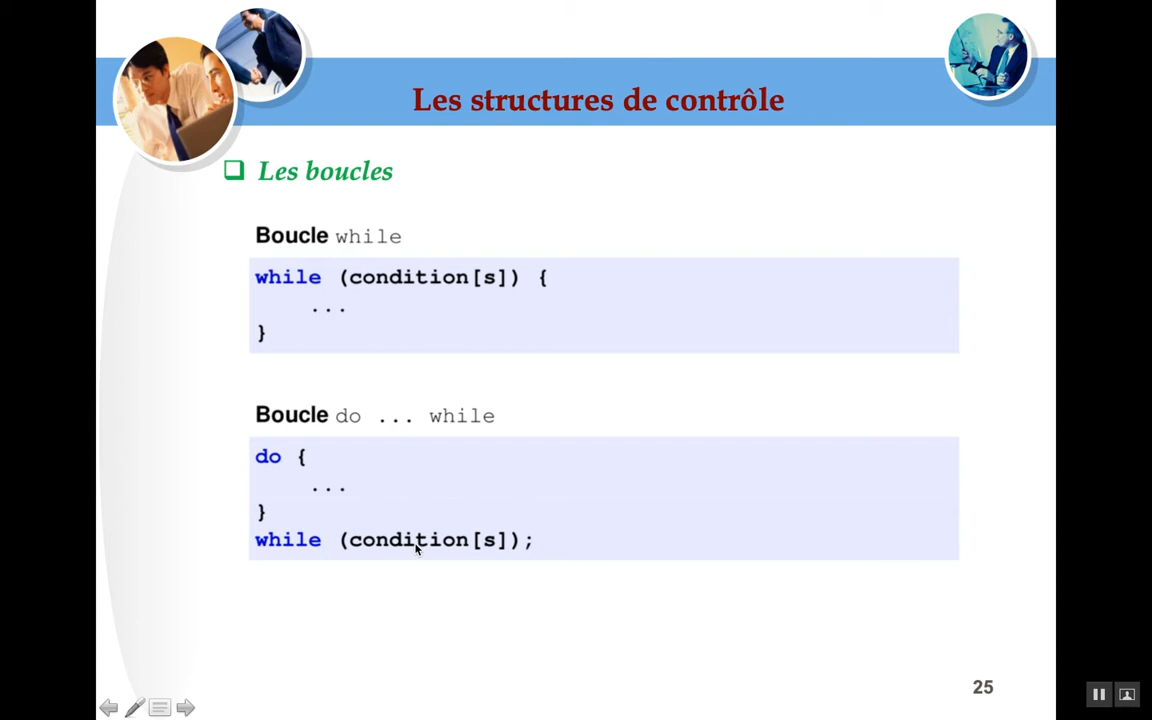 Les structures de contrôle
Les boucles
Boucle while
while (condition[s]) {
...
}
Boucle do ... while
do {
...
}
while (condition[s]);
25